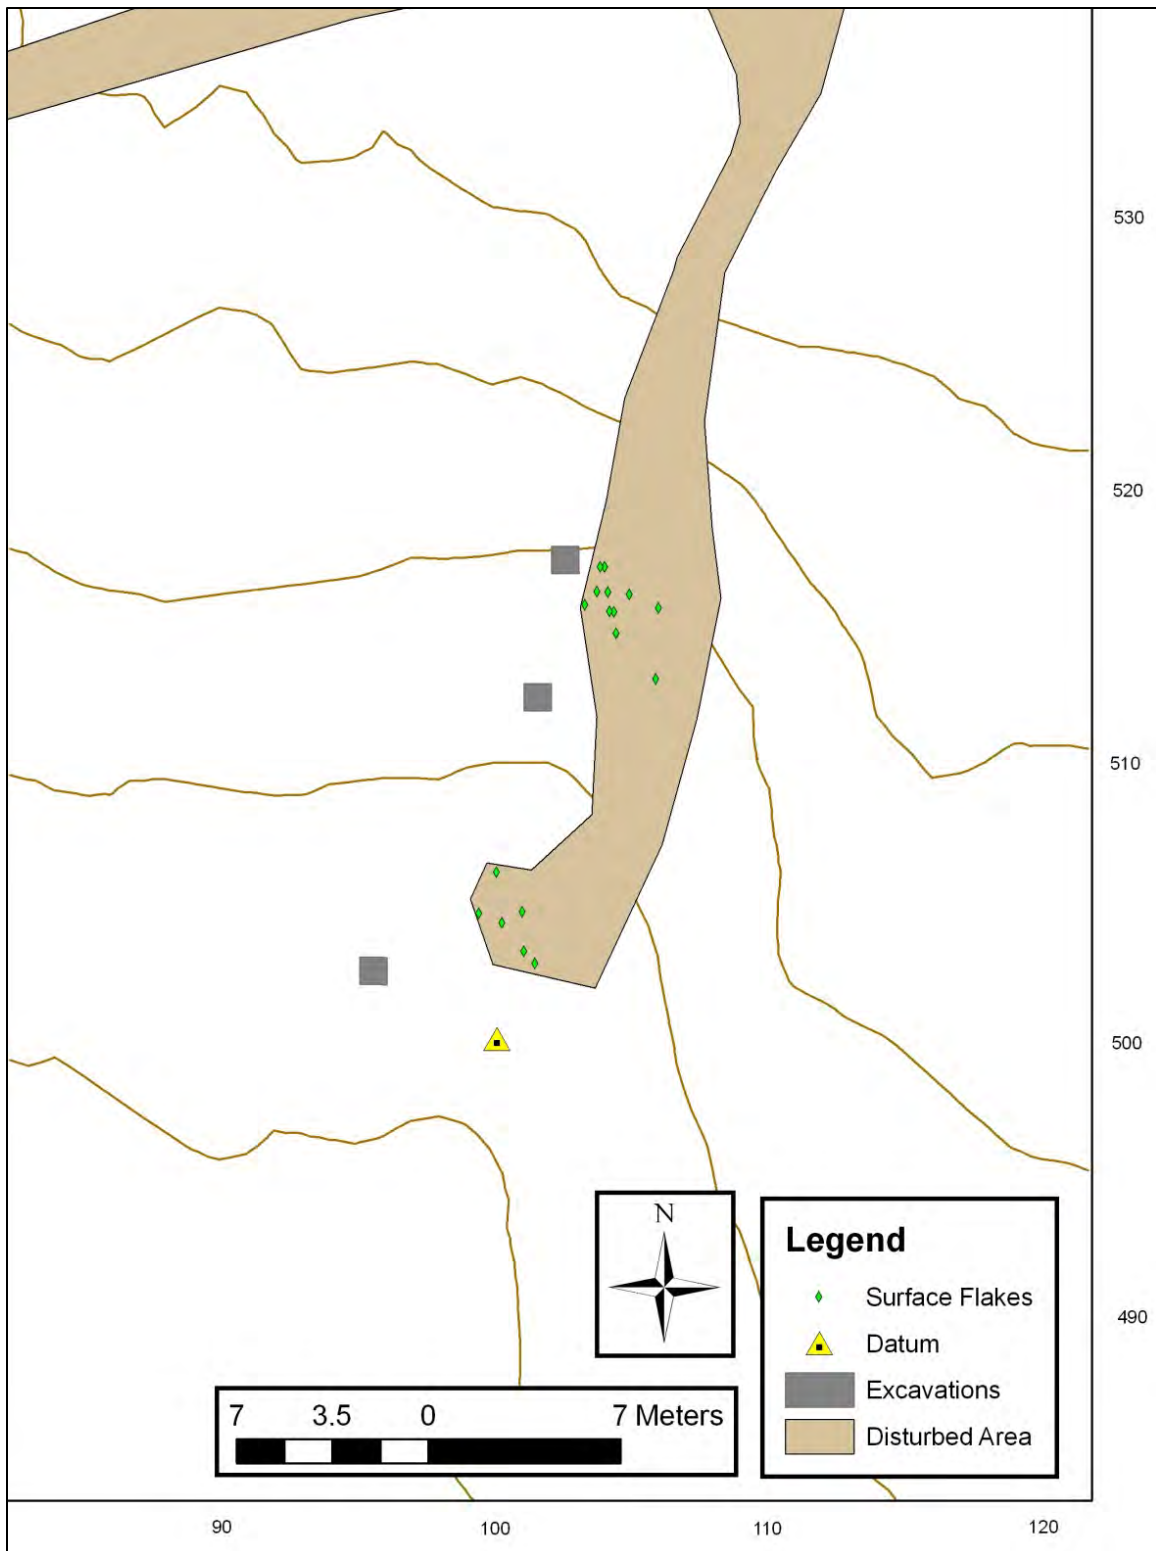 530
520
510
500
490
N
Legend
Surface Flakes
Datum
Excavations
Disturbed Area
7 3.5 0 7 Meters
90 100 110 120